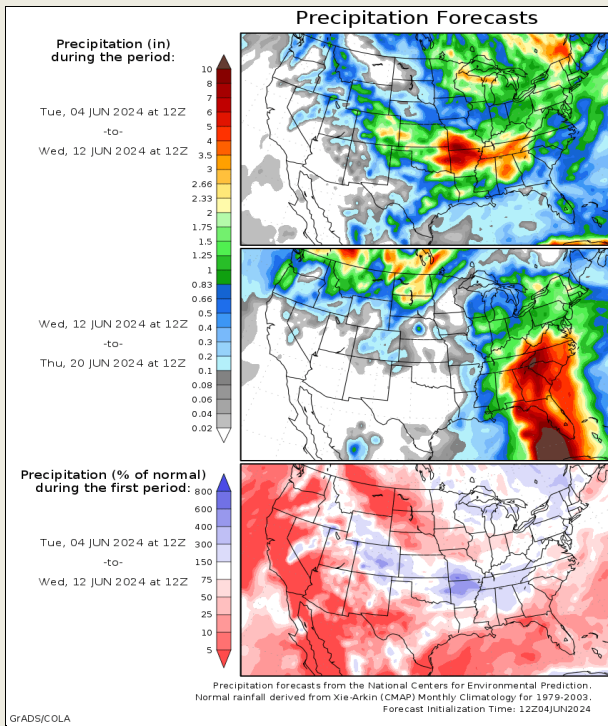 Precipitation Forecasts
Precipitation (in)
during the period:
Tue, 04 JUN 2024 at 12Z
-to-
Wed, 12 JUN 2024 at 12Z
10
8
7
6
5
4
3.5
3
2.66
2.33
2
1.75
1.5
1.25
1
0.83
0.66
0.5
0.4
0.3
0.2
0.1
0.08
0.06
0.04
0.02
Wed, 12 JUN 2024 at 12Z
-to-
Thu, 20 JUN 2024 at 12Z
Precipitation (% of normal)
during the first period:
Tue, 04 JUN 2024 at 12Z
-to-
Wed, 12 JUN 2024 at 12Z
800
600
400
300
150
75
50
25
10
5
Precipitation forecasts from the National Centers for Environmental Prediction.
Normal rainfall derived from Xie-Arkin (CMAP) Monthly Climatology for 1979-2003.
Forecast Initialization Time: 12Z04JUN2024
GrADS/COLA